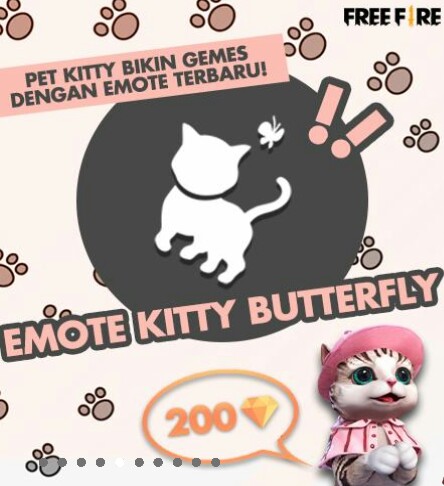 FREE FIRE
PET KITTY BIKIN GEMES
DENGAN EMOTE TERBARU!
!!
EMOTE KITTY BUTTERFLY
200